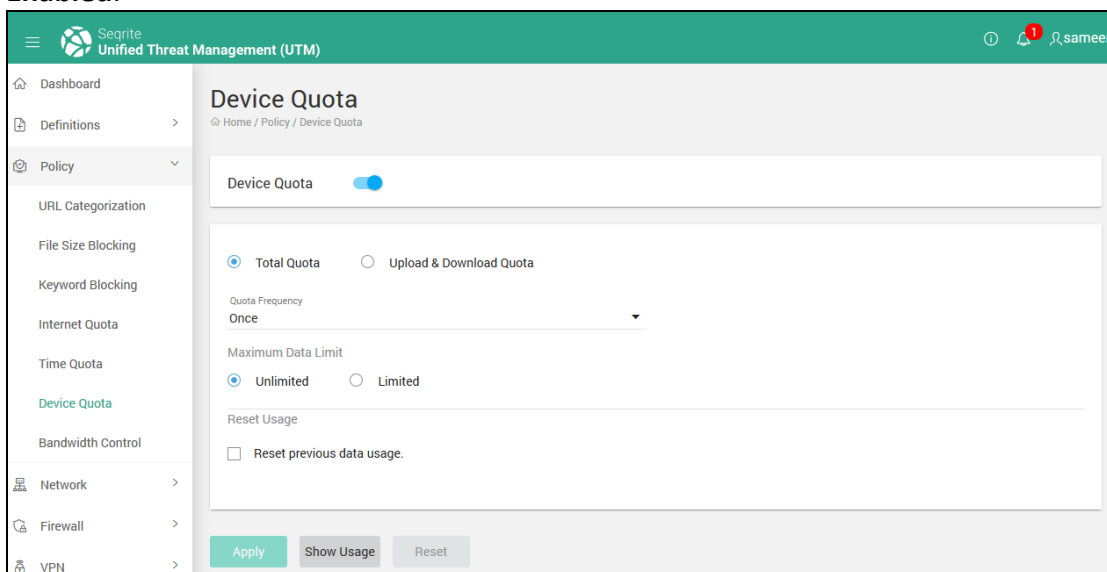 Seqrite
Unified Threat Management (UTM)
1
sameer
Dashboard
Definitions
Policy
URL Categorization
File Size Blocking
Keyword Blocking
Internet Quota
Time Quota
Device Quota
Bandwidth Control
Network
Firewall
VPN
Device Quota
Home / Policy / Device Quota
Device Quota
Total Quota Upload & Download Quota
Quota Frequency
Once
Maximum Data Limit
Unlimited Limited
Reset Usage
Reset previous data usage.
Apply Show Usage Reset